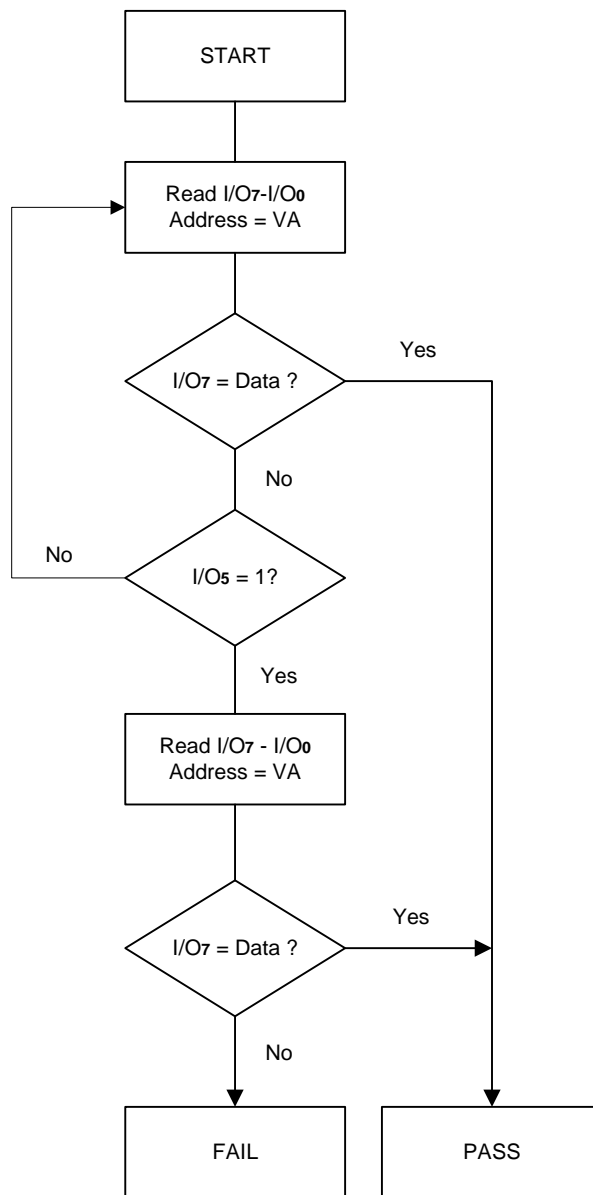 START
Read I/O7-I/O0
Address = VA
Yes
I/O7 = Data ?
No
No
I/O5 = 1?
Yes
Read I/O7 - I/O0
Address = VA
Yes
I/O7 = Data ?
No
FAIL
PASS